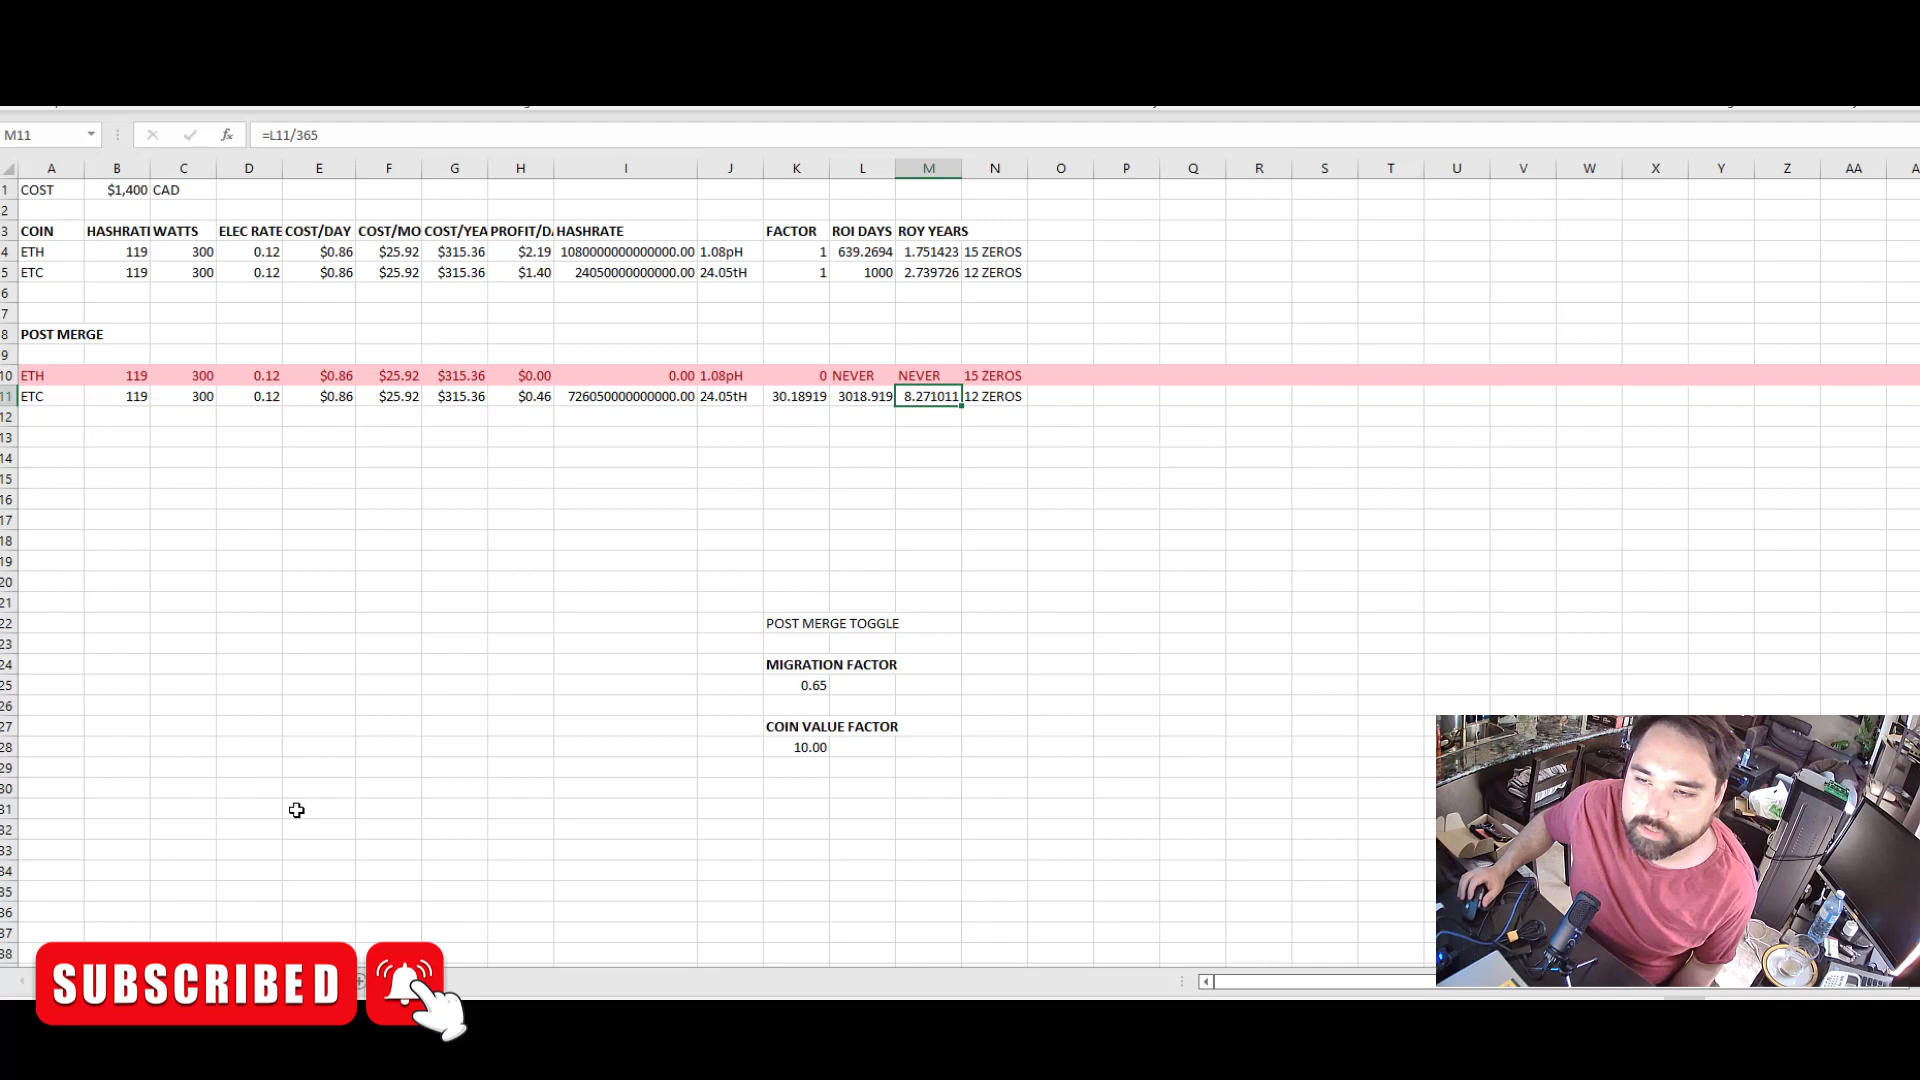 M11 =L11/365
A B C D E F G H I J K L M N O P Q R S T U V W X Y Z AA
1 COST $1,400 CAD
2
3 COIN HASHRATI WATTS ELEC RATE COST/DAY COST/MO COST/YEA PROFIT/D HASHRATE FACTOR ROI DAYS ROY YEARS
4 ETH 119 300 0.12 $0.86 $25.92 $315.36 $2.19 1080000000000000.00 1.08pH 1 639.2694 1.751423 15 ZEROS
5 ETC 119 300 0.12 $0.86 $25.92 $315.36 $1.40 24050000000000.00 24.05tH 1 1000 2.739726 12 ZEROS
6
7
8 POST MERGE
9
10 ETH 119 300 0.12 $0.86 $25.92 $315.36 $0.00 0.00 1.08pH 0 NEVER NEVER 15 ZEROS
11 ETC 119 300 0.12 $0.86 $25.92 $315.36 $0.46 726050000000000.00 24.05tH 30.18919 3018.919 8.271011 12 ZEROS
12
13
14
15
16
17
18
19
20
21
22 POST MERGE TOGGLE
23
24 MIGRATION FACTOR
25 0.65
26
27 COIN VALUE FACTOR
28 10.00
29
30
31
32
33
34
35
36
37
38
SUBSCRIBED